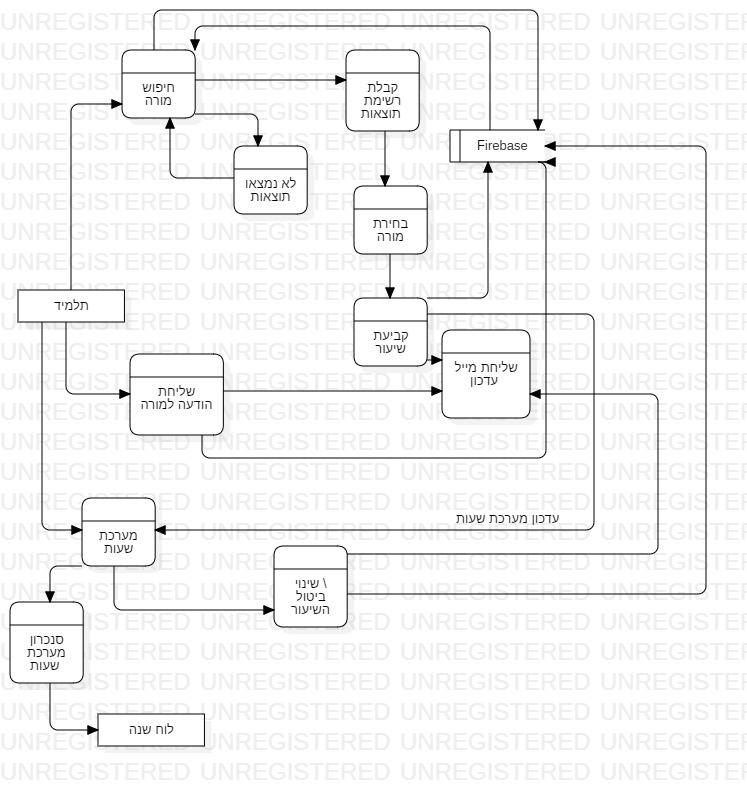 UNREGISTERED UNREGISTERED UNREGISTERED UNREGISTERED
חיפוש
מורה
קבלת
רשימת
תוצאות
Firebase
לא נמצאו
תוצאות
בחירת
מורה
תלמיד
קביעת
שיעור
שליחת מייל
עדכון
שליחת
הודעה למורה
עדכון מערכת שעות
מערכת
שעות
שינוי \
ביטול
השיעור
סנכרון
מערכת
שעות
לוח שנה